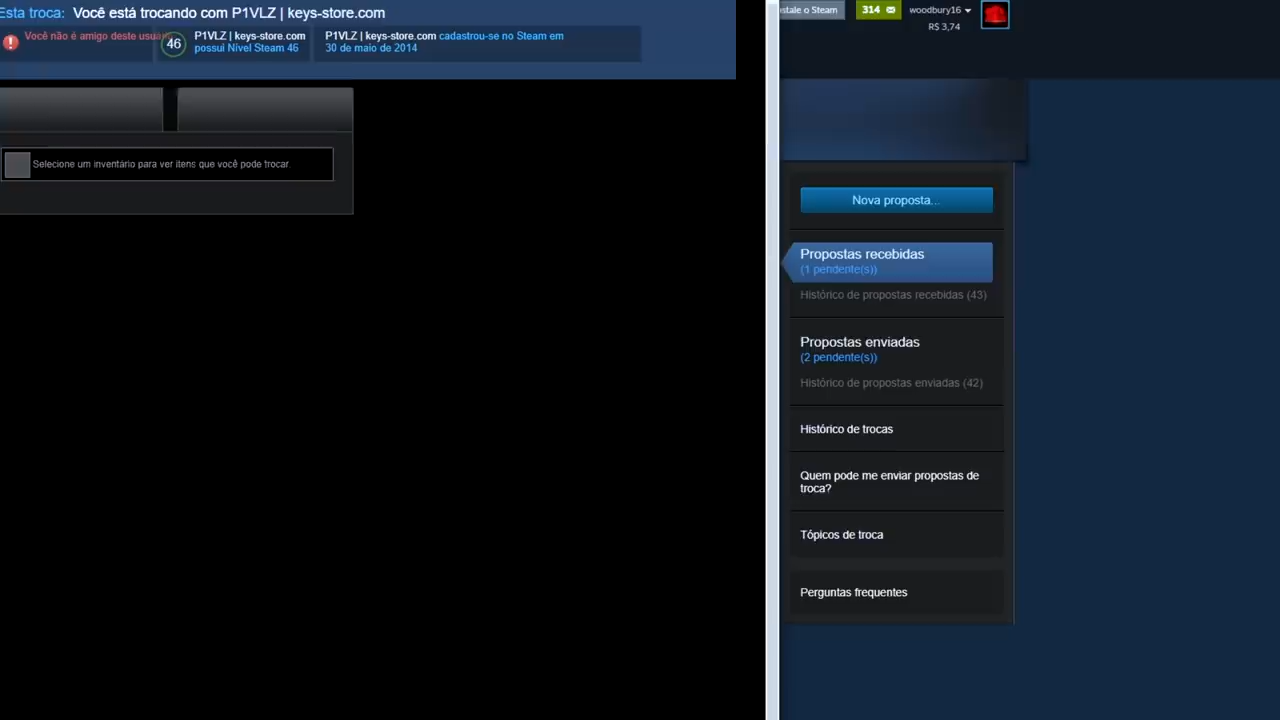 Esta troca: Você está trocando com P1VLZ | keys-store.com
Você não é amigo deste
46
P1VLZ | keys-store.com
possui Nível Steam 46
P1VLZ | keys-store.com cadastrou-se no Steam em
30 de maio de 2014
Selecione um inventário para ver itens que você pode trocar.
o Steam
314
woodbury16
R$ 3,74
Nova proposta...
Propostas recebidas
(1 pendente(s))
Histórico de propostas recebidas (43)
Propostas enviadas
(2 pendente(s))
Histórico de propostas enviadas (42)
Histórico de trocas
Quem pode me enviar propostas de
troca?
Tópicos de troca
Perguntas frequentes